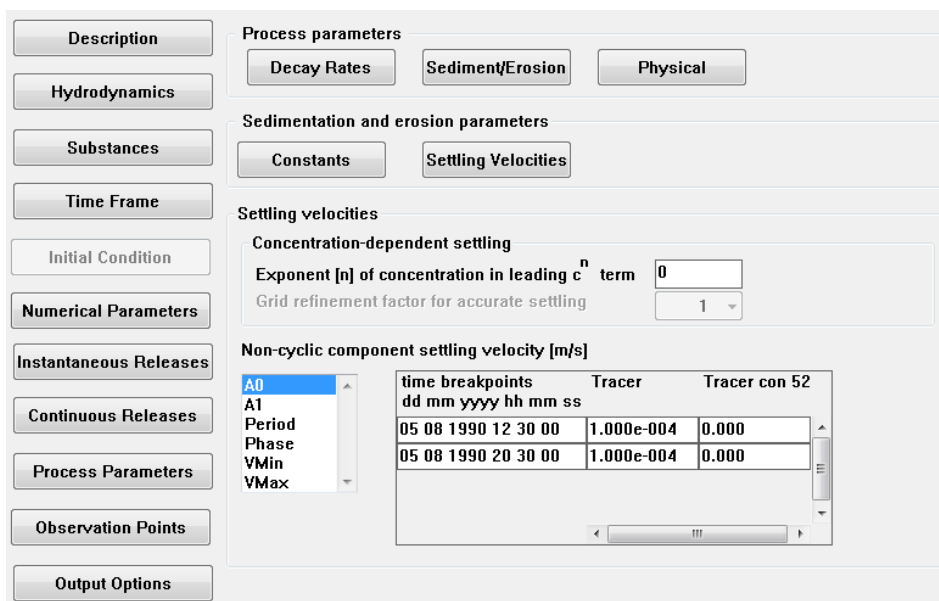 Description
Hydrodynamics
Substances
Time Frame
Initial Condition
Numerical Parameters
Instantaneous Releases
Continuous Releases
Process Parameters
Observation Points
Output Options
Process parameters
Decay Rates Sediment/Erosion Physical
Sedimentation and erosion parameters
Constants Settling Velocities
Settling velocities
Concentration-dependent settling
Exponent [n] of concentration in leading c^n term 0
Grid refinement factor for accurate settling 1
Non-cyclic component settling velocity [m/s]
A0
A1
Period
Phase
VMin
VMax
time breakpoints Tracer Tracer con 52
dd mm yyyy hh mm ss
05 08 1990 12 30 00 1.000e-004 0.000
05 08 1990 20 30 00 1.000e-004 0.000